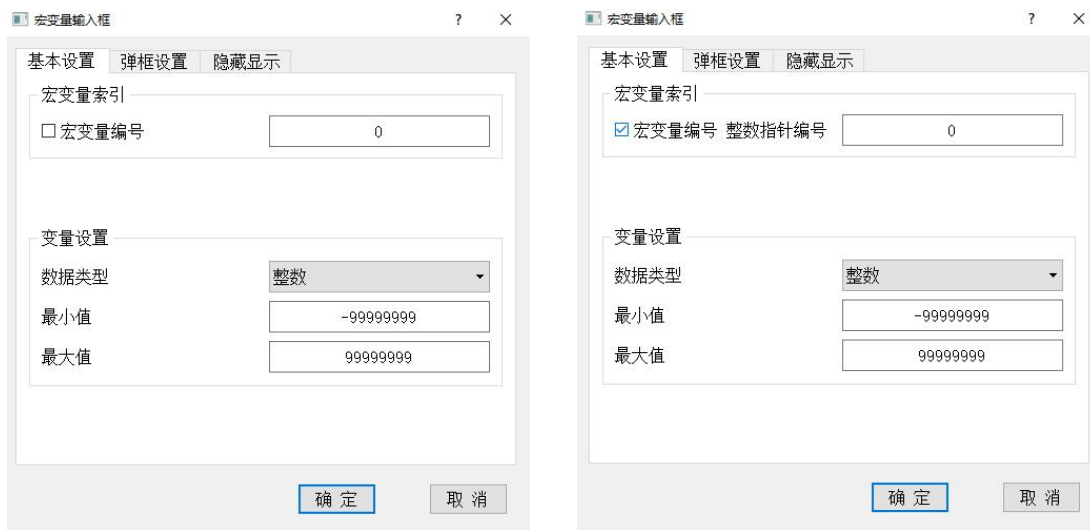 宏变量输入框 ? ×
基本设置 弹框设置 隐藏显示
宏变量索引
宏变量编号 0
变量设置
数据类型 整数
最小值 -99999999
最大值 99999999
确定 取消
宏变量输入框 ? ×
基本设置 弹框设置 隐藏显示
宏变量索引
宏变量编号 整数指针编号 0
变量设置
数据类型 整数
最小值 -99999999
最大值 99999999
确定 取消